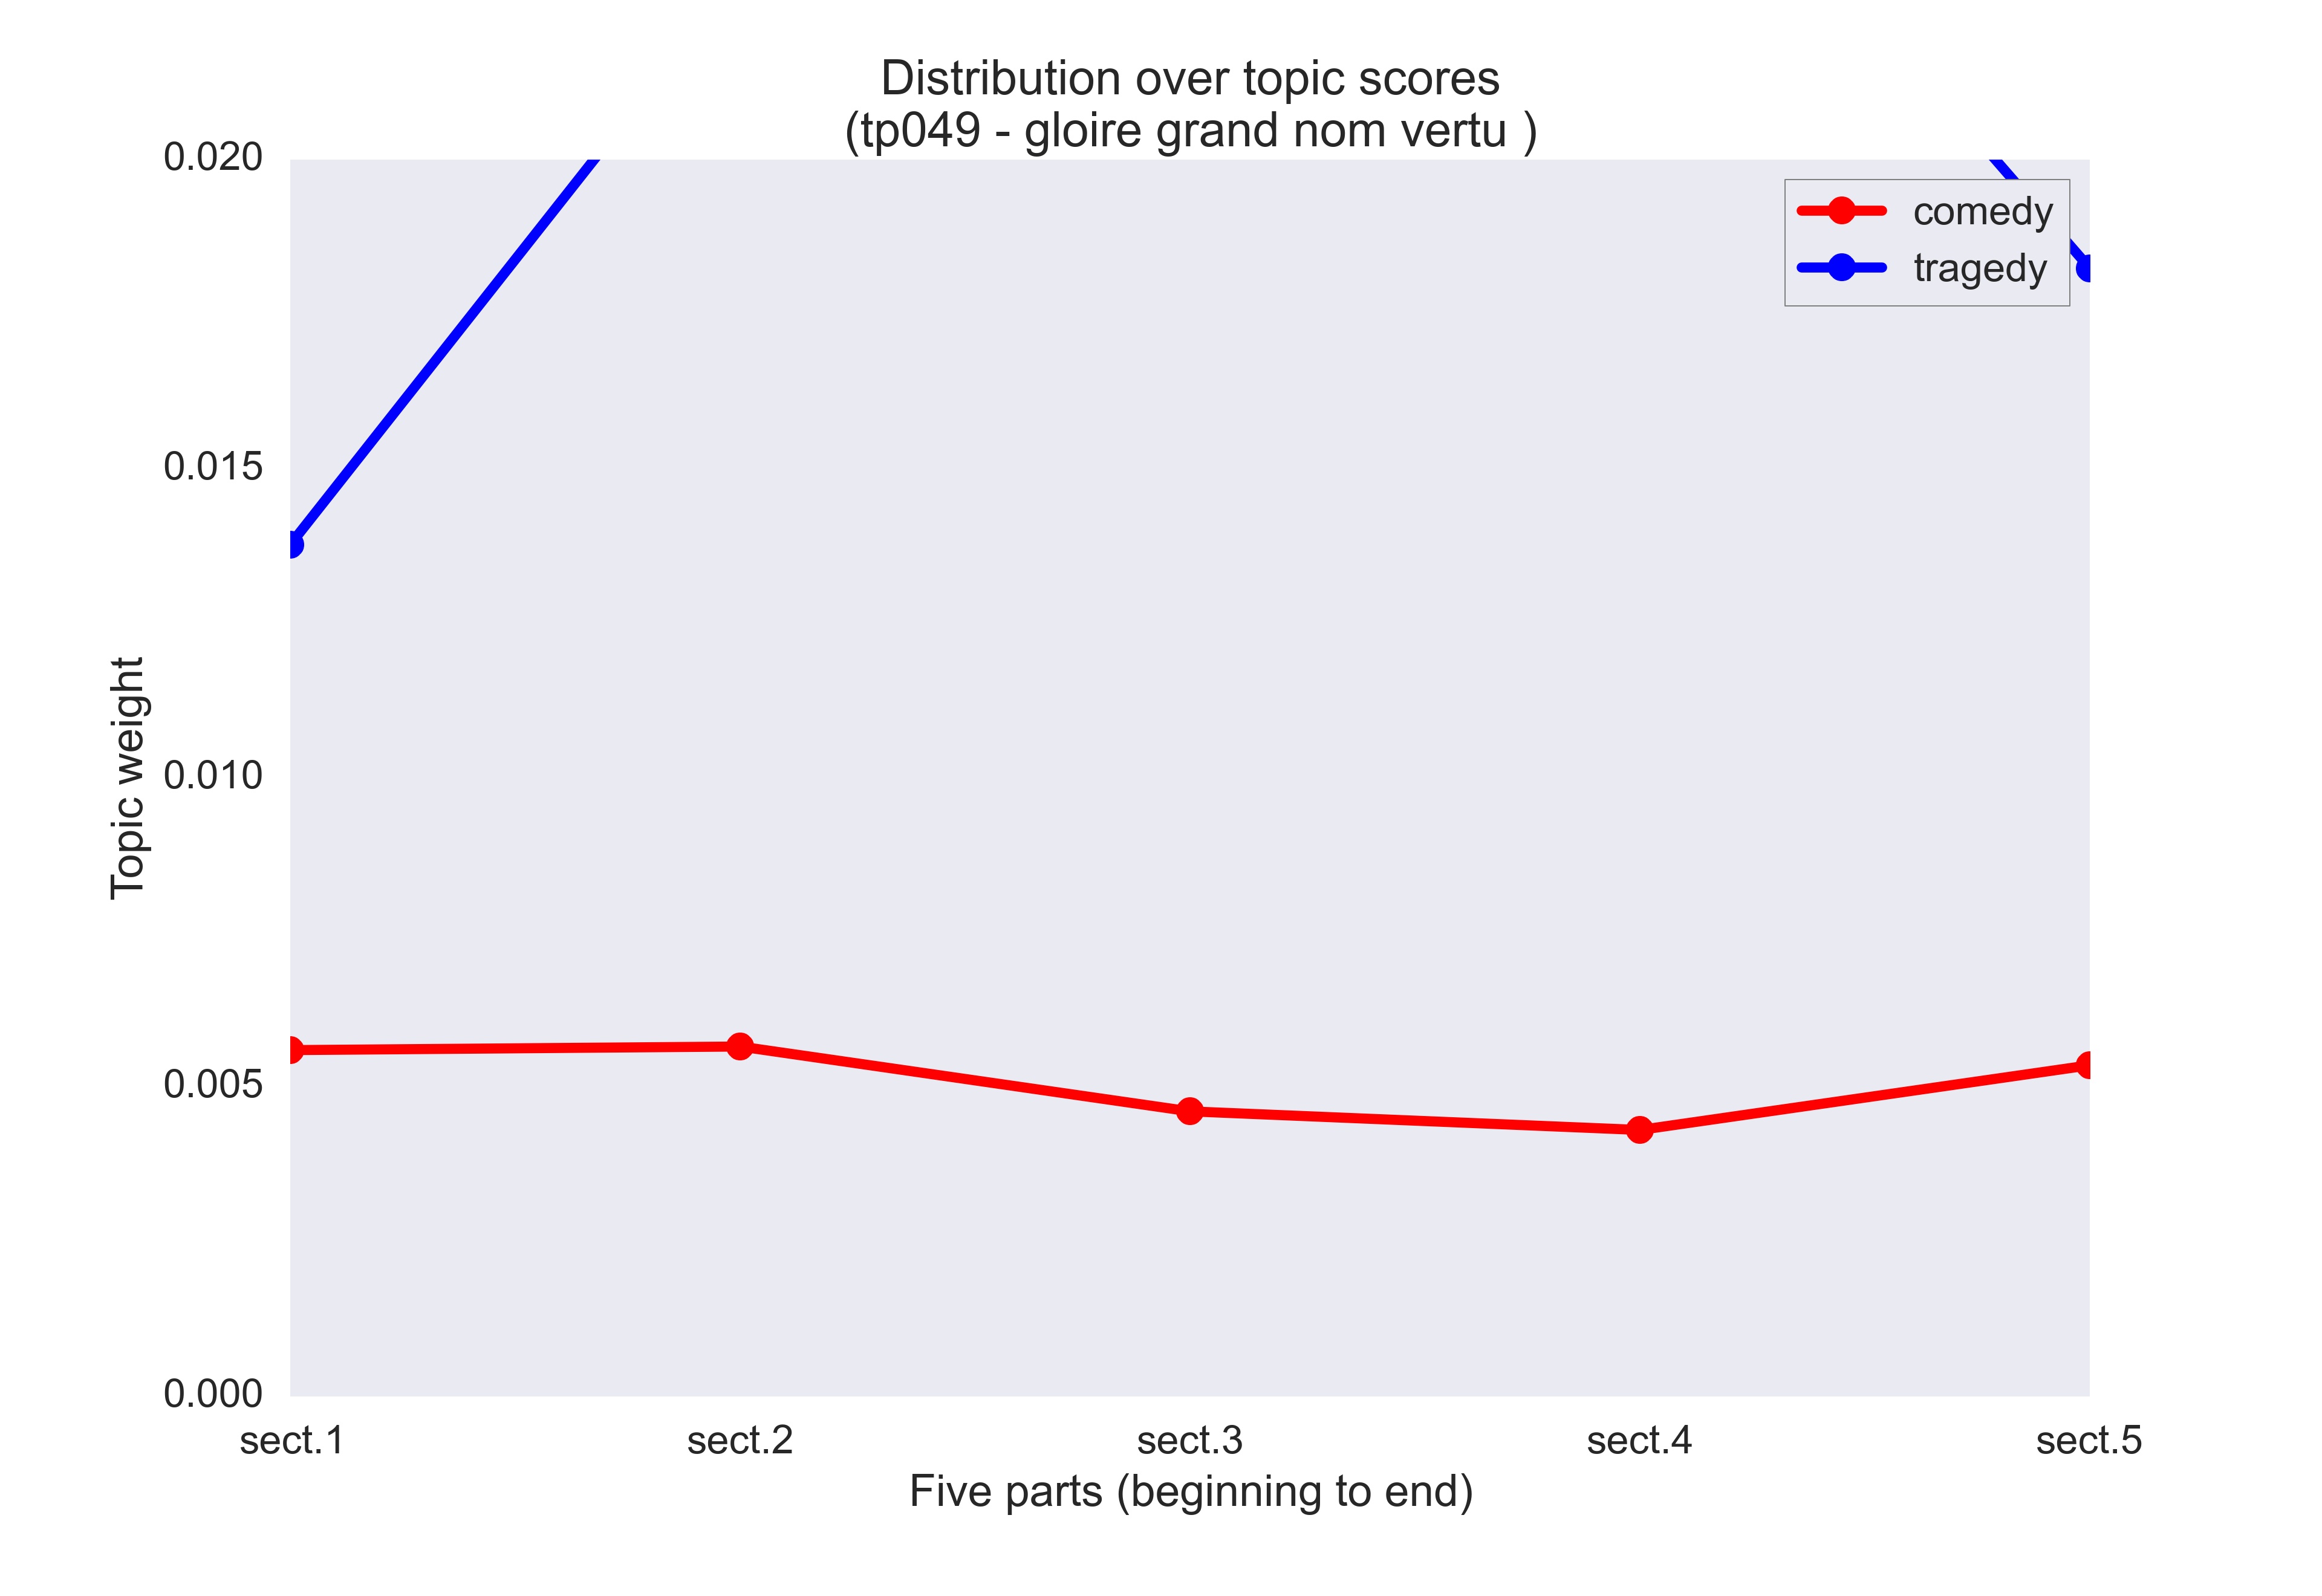 Distribution over topic scores
(tp049 - gloire grand nom vertu )
0.020
0.015
0.010
0.005
0.000
Topic weight
comedy
tragedy
sect.1
sect.2
sect.3
sect.4
sect.5
Five parts (beginning to end)